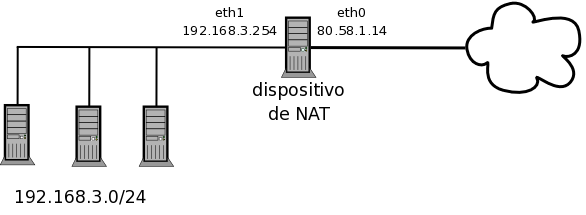 eth1
192.168.3.254
eth0
80.58.1.14
dispositivo
de NAT
192.168.3.0/24